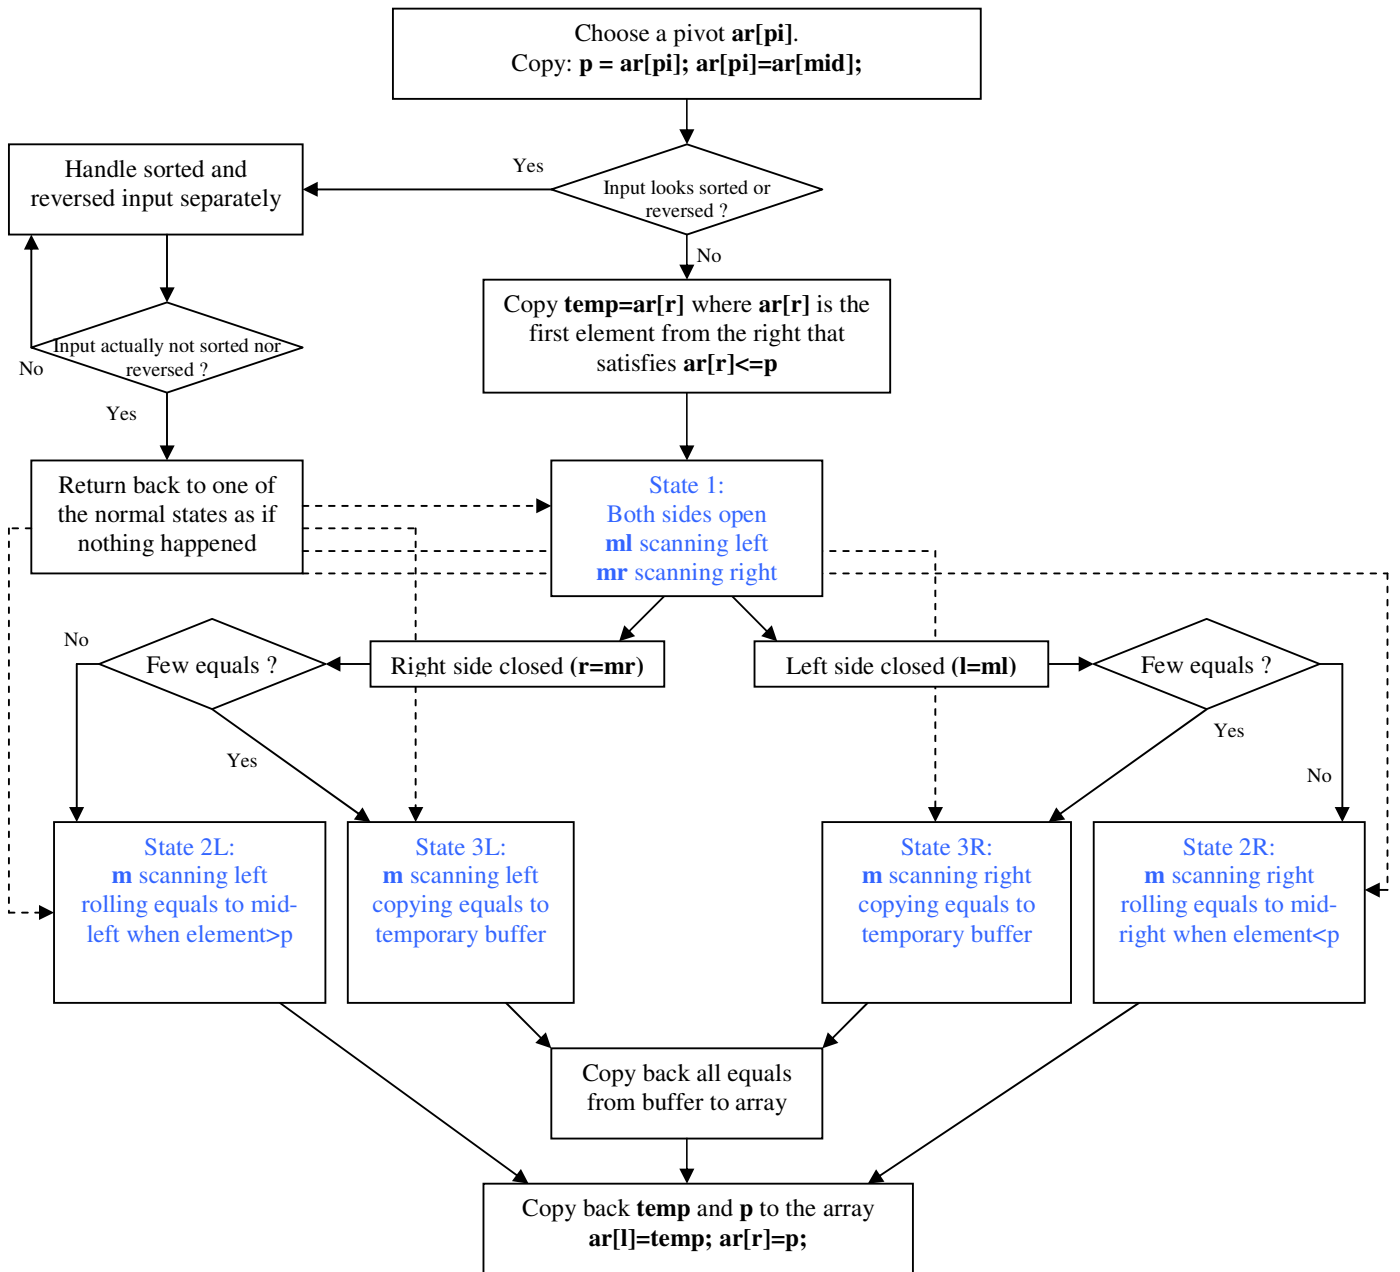 Choose a pivot ar[pi].
Copy: p = ar[pi]; ar[pi]=ar[mid];
Handle sorted and
reversed input separately
Yes
Input looks sorted or
reversed ?
No
Copy temp=ar[r] where ar[r] is the
first element from the right that
satisfies ar[r]<=p
Input actually not sorted nor
reversed ?
No
Yes
Return back to one of
the normal states as if
nothing happened
State 1:
Both sides open
ml scanning left
mr scanning right
No
Few equals ?
Right side closed (r=mr)
Left side closed (l=ml)
Few equals ?
Yes
Yes
No
State 2L:
m scanning left
rolling equals to mid-
left when element>p
State 3L:
m scanning left
copying equals to
temporary buffer
State 3R:
m scanning right
copying equals to
temporary buffer
State 2R:
m scanning right
rolling equals to mid-
right when element<p
Copy back all equals
from buffer to array
Copy back temp and p to the array
ar[l]=temp; ar[r]=p;